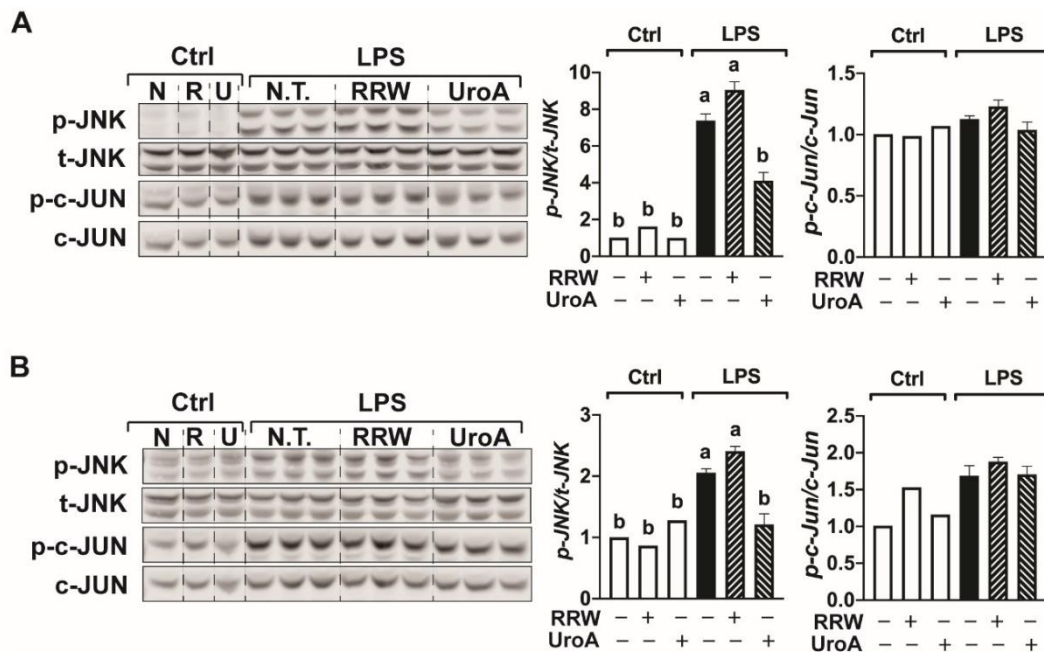 A
Ctrl LPS
N R U N.T. RRW UroA
p-JNK
t-JNK
p-c-JUN
c-JUN
Ctrl LPS
p-JNK/t-JNK
10
8
6
4
2
0
b b b a a b
RRW – + – – + –
UroA – – + – – +
Ctrl LPS
p-c-Jun/c-Jun
1.5
1.0
0.5
0.0
RRW – + – – + –
UroA – – + – – +
B
Ctrl LPS
N R U N.T. RRW UroA
p-JNK
t-JNK
p-c-JUN
c-JUN
Ctrl LPS
p-JNK/t-JNK
3
2
1
0
b b b a a b
RRW – + – – + –
UroA – – + – – +
Ctrl LPS
p-c-Jun/c-Jun
2.5
2.0
1.5
1.0
0.5
0.0
RRW – + – – + –
UroA – – + – – +